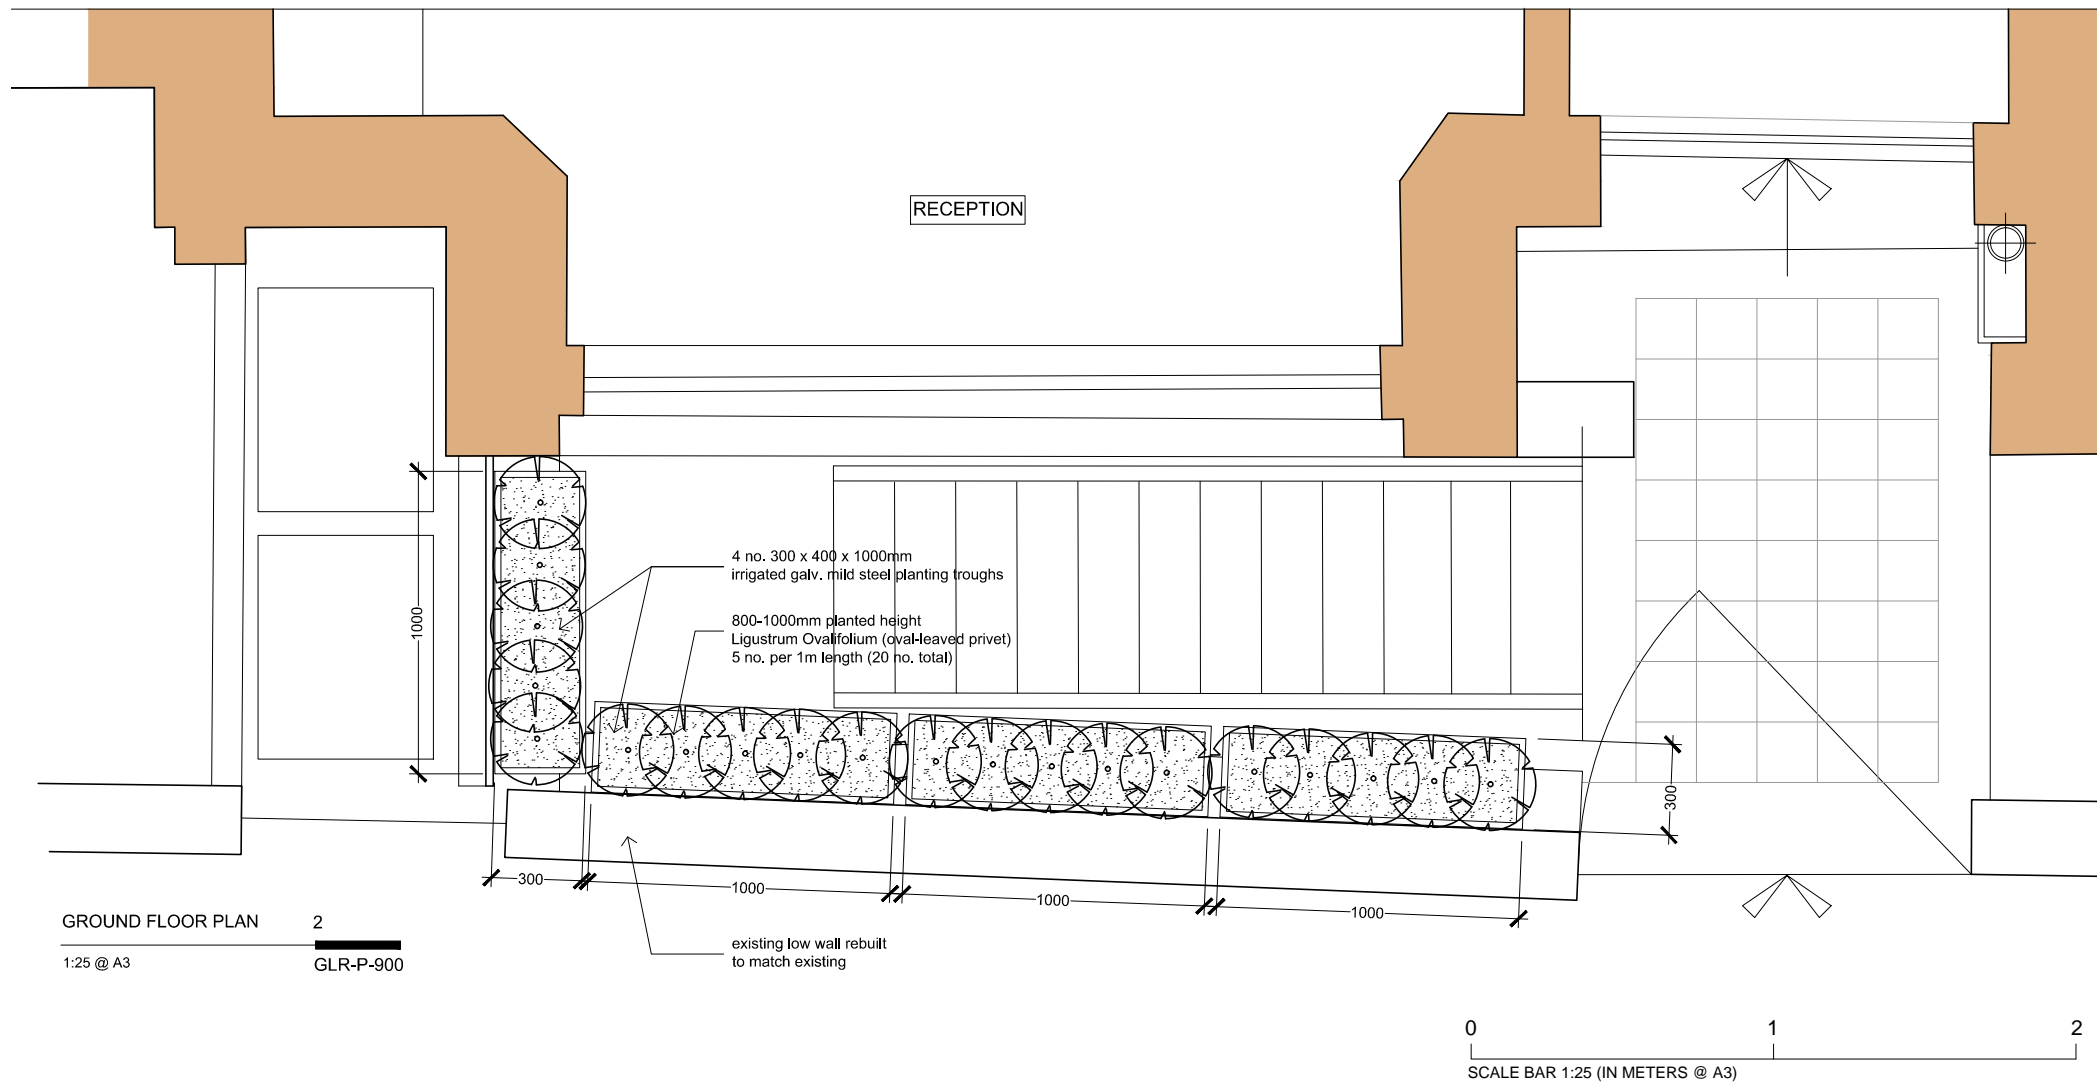 RECEPTION
4 no. 300 x 400 x 1000mm
irrigated galv. mild steel planting troughs
1000
800-1000mm planted height
Ligustrum Ovalifolium (oval-leaved privet)
5 no. per 1m length (20 no. total)
300
300
1000
1000
1000
existing low wall rebuilt
to match existing
GROUND FLOOR PLAN 2
1:25 @ A3 GLR-P-900
0 1 2
SCALE BAR 1:25 (IN METERS @ A3)